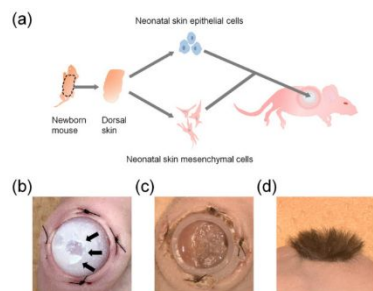 (a)
Neonatal skin epithelial cells
Newborn
mouse
Dorsal
skin
Neonatal skin mesenchymal cells
(b)
(c)
(d)